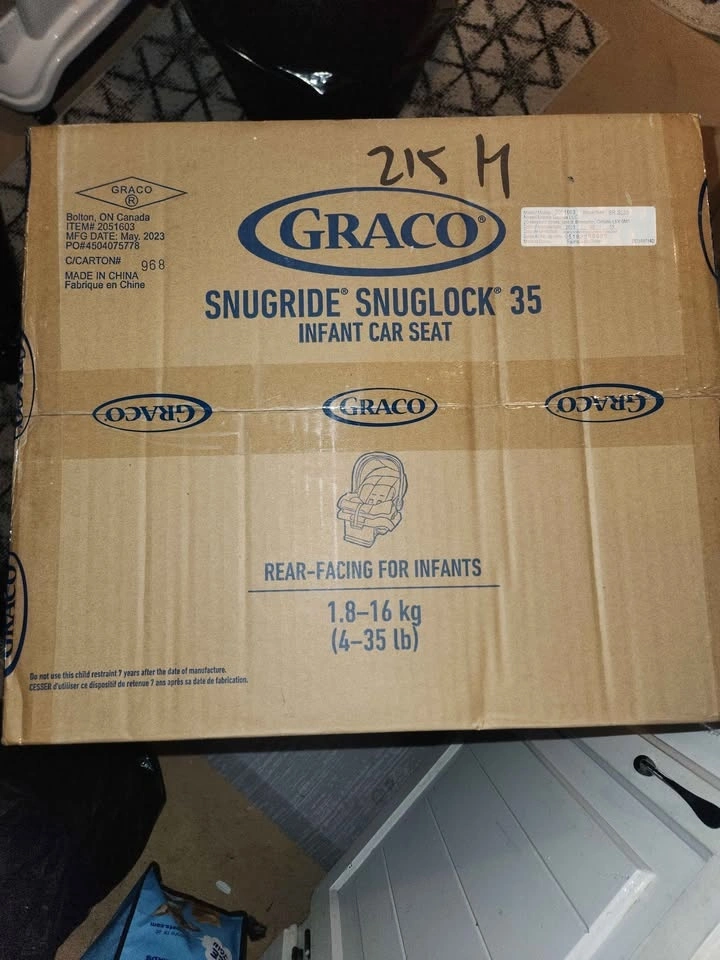 215 M
GRACO
®
Bolton, ON Canada
ITEM# 2051603
MFG DATE: May, 2023
PO#4504075778
C/CARTON# 968
MADE IN CHINA
Fabrique en Chine
GRACO®
SNUGRIDE® SNUGLOCK® 35
INFANT CAR SEAT
GRACO
GRACO®
GRACO
REAR-FACING FOR INFANTS
1.8–16 kg
(4–35 lb)
GRACO
Do not use this child restraint 7 years after the date of manufacture.
CESSER d'utiliser ce dispositif de retenue 7 ans après sa date de fabrication.